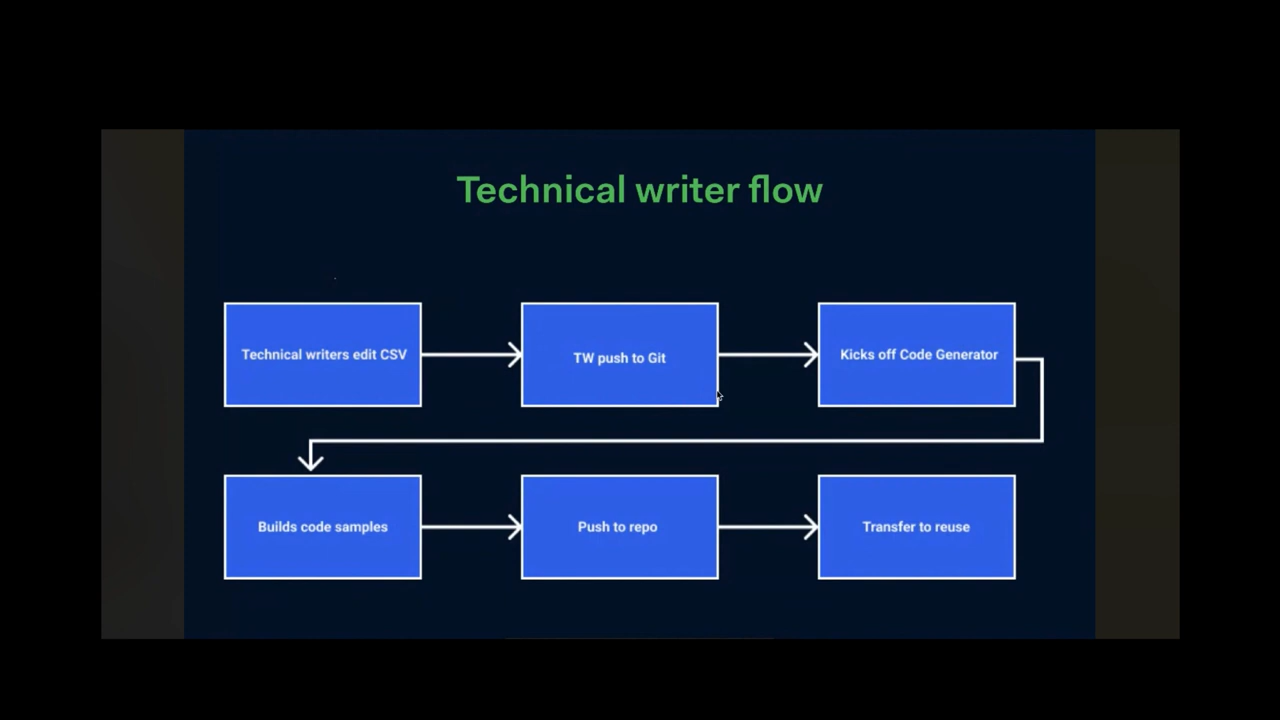 Technical writer flow
Technical writers edit CSV
TW push to Git
Kicks off Code Generator
Builds code samples
Push to repo
Transfer to reuse